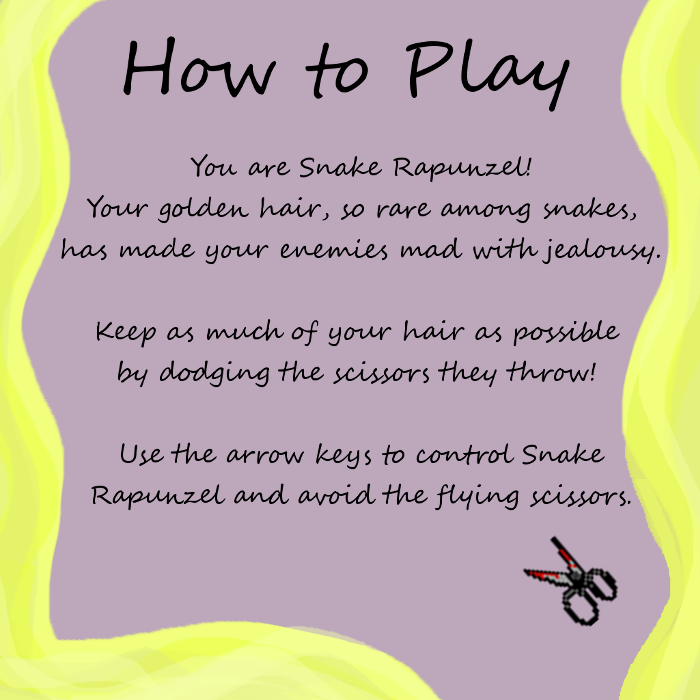 How to Play
You are Snake Rapunzel!
Your golden hair, so rare among snakes,
has made your enemies mad with jealousy.
Keep as much of your hair as possible
by dodging the scissors they throw!
Use the arrow keys to control Snake
Rapunzel and avoid the flying scissors.